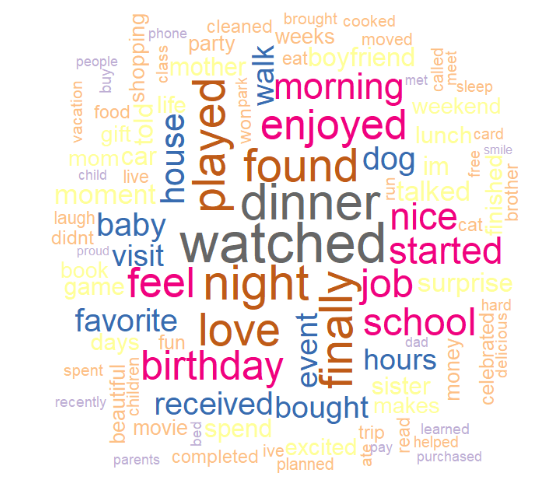 phone
brought
cooked
cleaned
weeks
moved
people
party
walk
eat
boyfriend
called
meet
buy
class
shopping
mother
morning
met
sleep
vacation
food
told
life
played
won
park
weekend
gift
house
enjoyed
lunch
card
mom
car
found
dog
im
free
smile
child
live
run
talked
finished
brother
moment
dinner
nice
cat
laugh
baby
watched
started
didnt
proud
visit
book
feel
night
job
surprise
game
finally
hard
favorite
love
event
school
days
fun
dad
hours
money
celebrated
delicious
spent
birthday
sister
recently
beautiful
children
received
bought
makes
movie
bed
spend
excited
trip
read
learned
helped
parents
completed
ive
planned
ate
pay
purchased